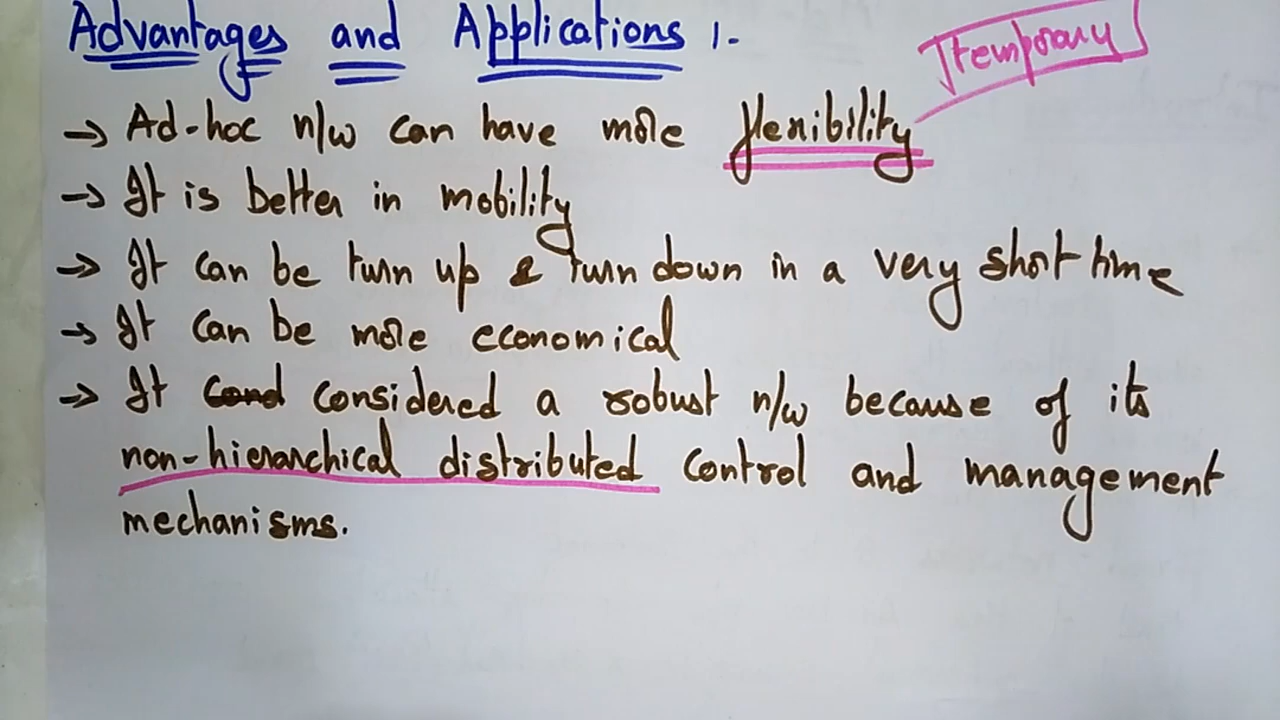 Advantages and Applications :-
Temporary
→ Ad-hoc n/w can have more flexibility
→ It is better in mobility
→ It can be turn up & turn down in a very short time
→ It can be more economical
→ It cond considered a robust n/w because of its
non-hierarchical distributed control and management
mechanisms.